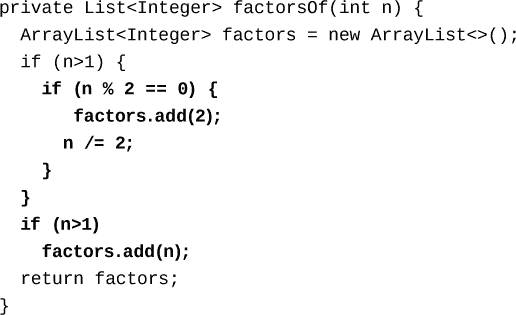 private List<Integer> factorsOf(int n) {
  ArrayList<Integer> factors = new ArrayList<>();
  if (n>1) {
    if (n % 2 == 0) {
       factors.add(2);
      n /= 2;
    }
  }
  if (n>1)
    factors.add(n);
  return factors;
}